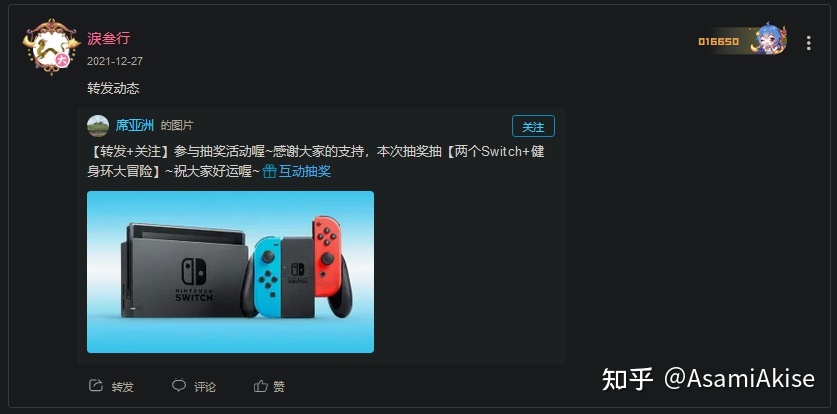 涙叁行
016650
2021-12-27
转发动态
席亚洲 的图片
关注
【转发+关注】参与抽奖活动喔~感谢大家的支持，本次抽奖抽【两个Switch+健
身环大冒险】~祝大家好运喔~互动抽奖
NINTENDO
SWITCH
转发 评论 赞
知乎 @AsamiAkise